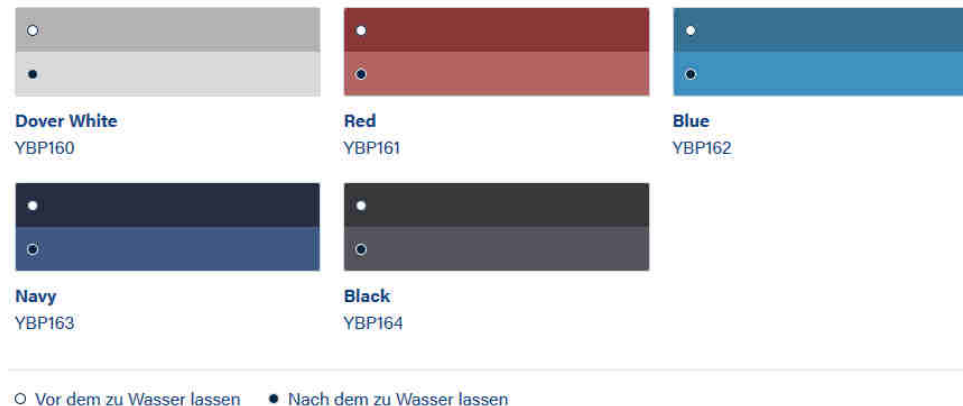 Dover White
YBP160
Red
YBP161
Blue
YBP162
Navy
YBP163
Black
YBP164
Vor dem zu Wasser lassen
Nach dem zu Wasser lassen